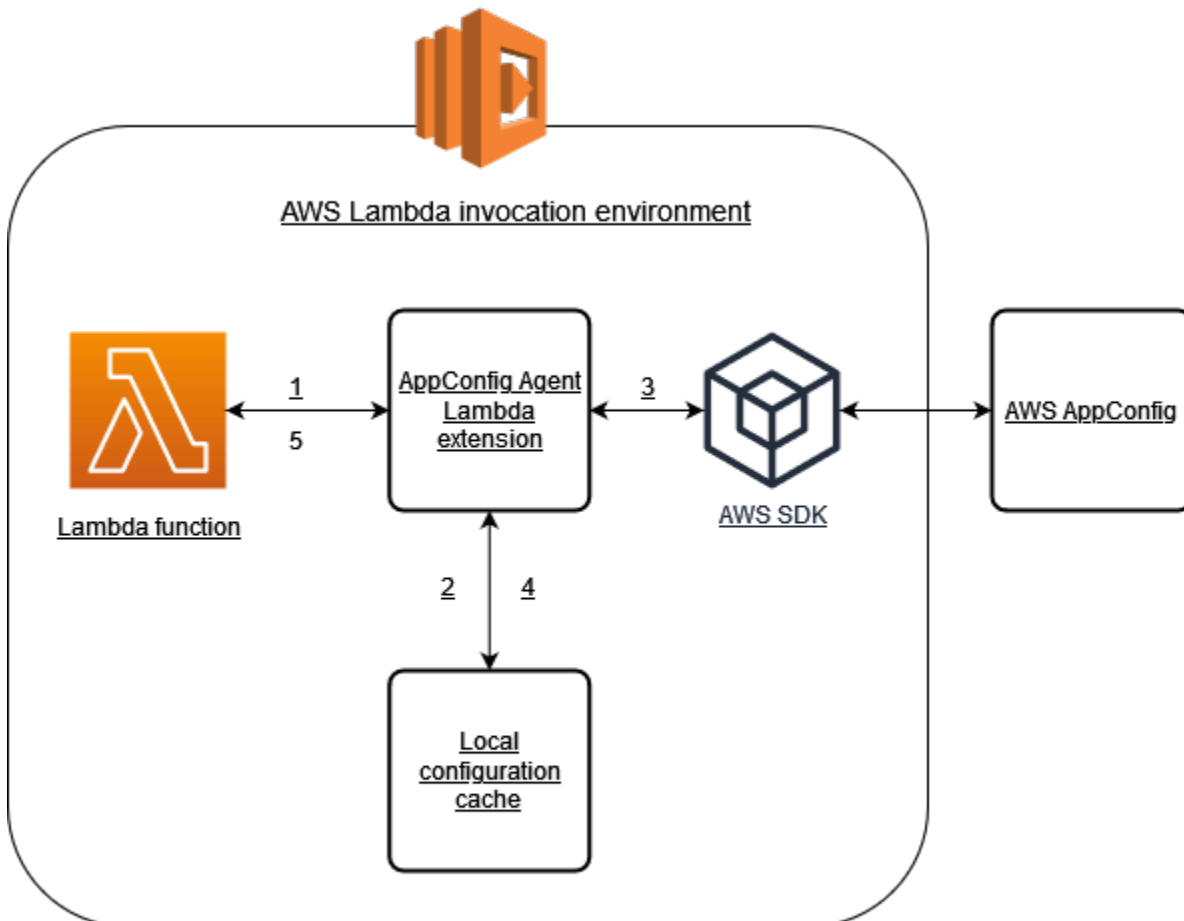 AWS Lambda invocation environment
1
5
AppConfig Agent
Lambda
extension
3
AWS AppConfig
Lambda function
AWS SDK
2
4
Local
configuration
cache